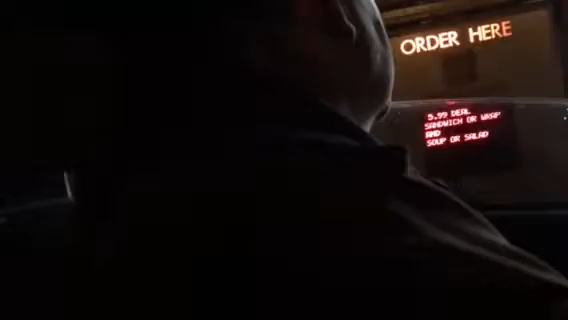 ORDER HERE
5.99 DEAL
SANDWICH OR WRAP
AND
SOUP OR SALAD